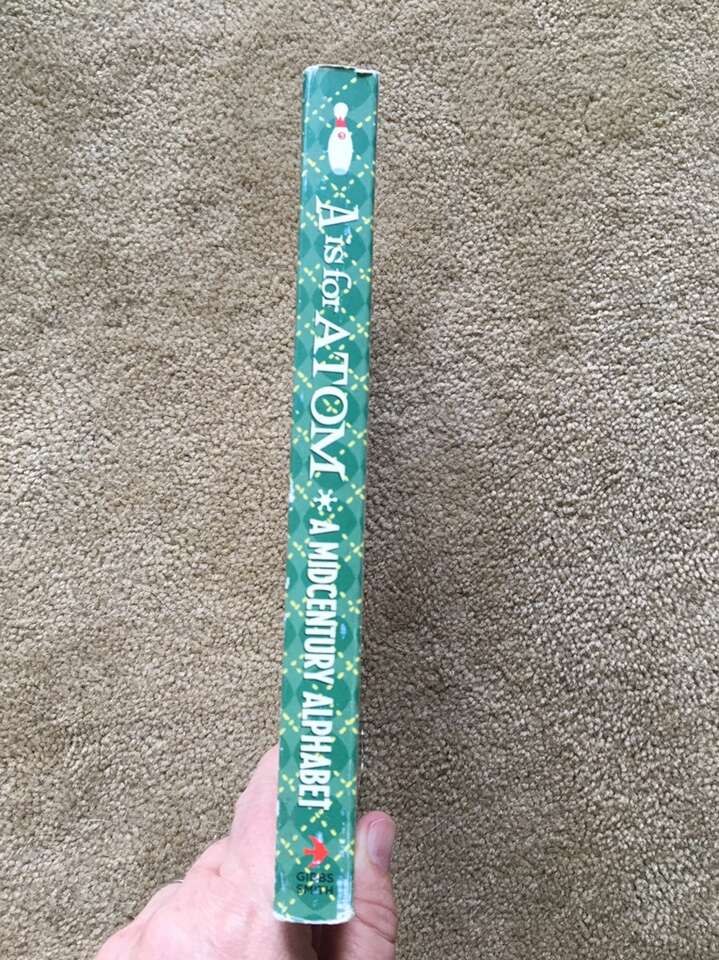 A is for ATOM * A MIDCENTURY ALPHABET
GIBBS
SMITH